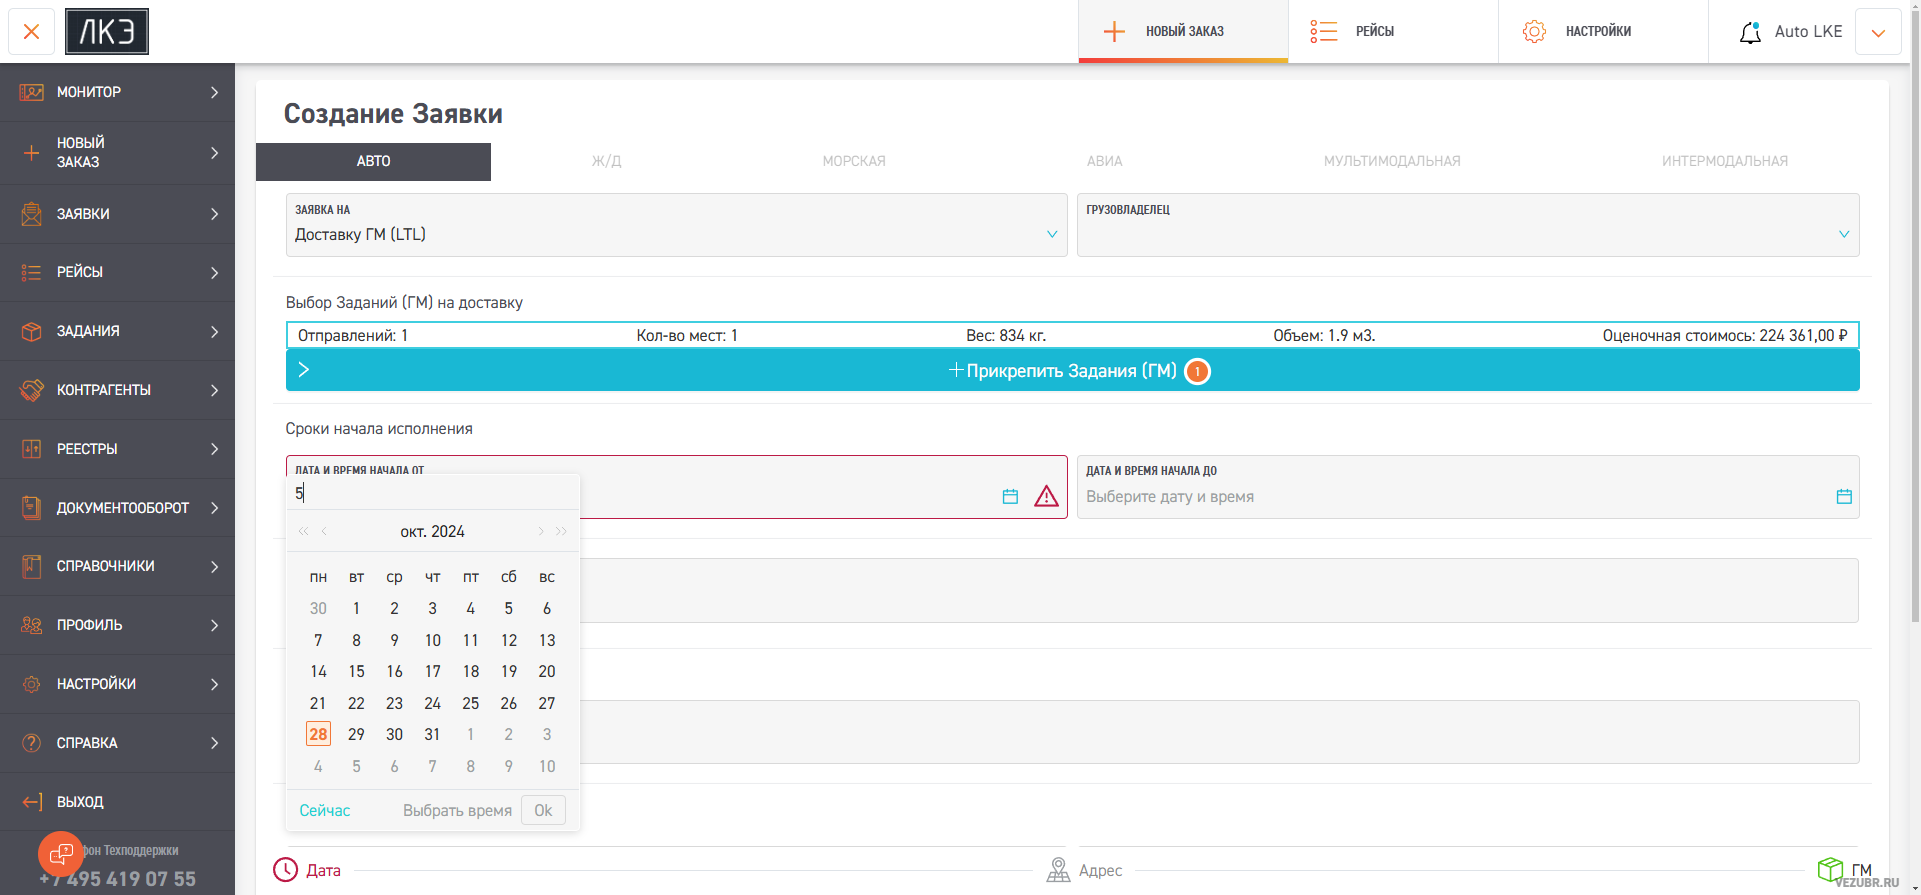 ЛКЭ
НОВЫЙ ЗАКАЗ
РЕЙСЫ
НАСТРОЙКИ
Auto LKE
МОНИТОР
НОВЫЙ
ЗАКАЗ
ЗАЯВКИ
РЕЙСЫ
ЗАДАНИЯ
КОНТРАГЕНТЫ
РЕЕСТРЫ
ДОКУМЕНТООБОРОТ
СПРАВОЧНИКИ
ПРОФИЛЬ
НАСТРОЙКИ
СПРАВКА
ВЫХОД
фон Техподдержки
+7 495 419 07 55
Создание Заявки
АВТО Ж/Д МОРСКАЯ АВИА МУЛЬТИМОДАЛЬНАЯ ИНТЕРМОДАЛЬНАЯ
ЗАЯВКА НА
Доставку ГМ (LTL)
ГРУЗОВЛАДЕЛЕЦ
Выбор Заданий (ГМ) на доставку
Отправлений: 1 Кол-во мест: 1 Вес: 834 кг. Объем: 1.9 м3. Оценочная стоимось: 224 361,00 ₽
+Прикрепить Задания (ГМ) 1
Сроки начала исполнения
ДАТА И ВРЕМЯ НАЧАЛА ОТ
5
ДАТА И ВРЕМЯ НАЧАЛА ДО
Выберите дату и время
« ‹ окт. 2024 › »
пн вт ср чт пт сб вс
30 1 2 3 4 5 6
7 8 9 10 11 12 13
14 15 16 17 18 19 20
21 22 23 24 25 26 27
28 29 30 31 1 2 3
4 5 6 7 8 9 10
Сейчас Выбрать время Ok
Дата Адрес ГМ
VEZUBR.RU